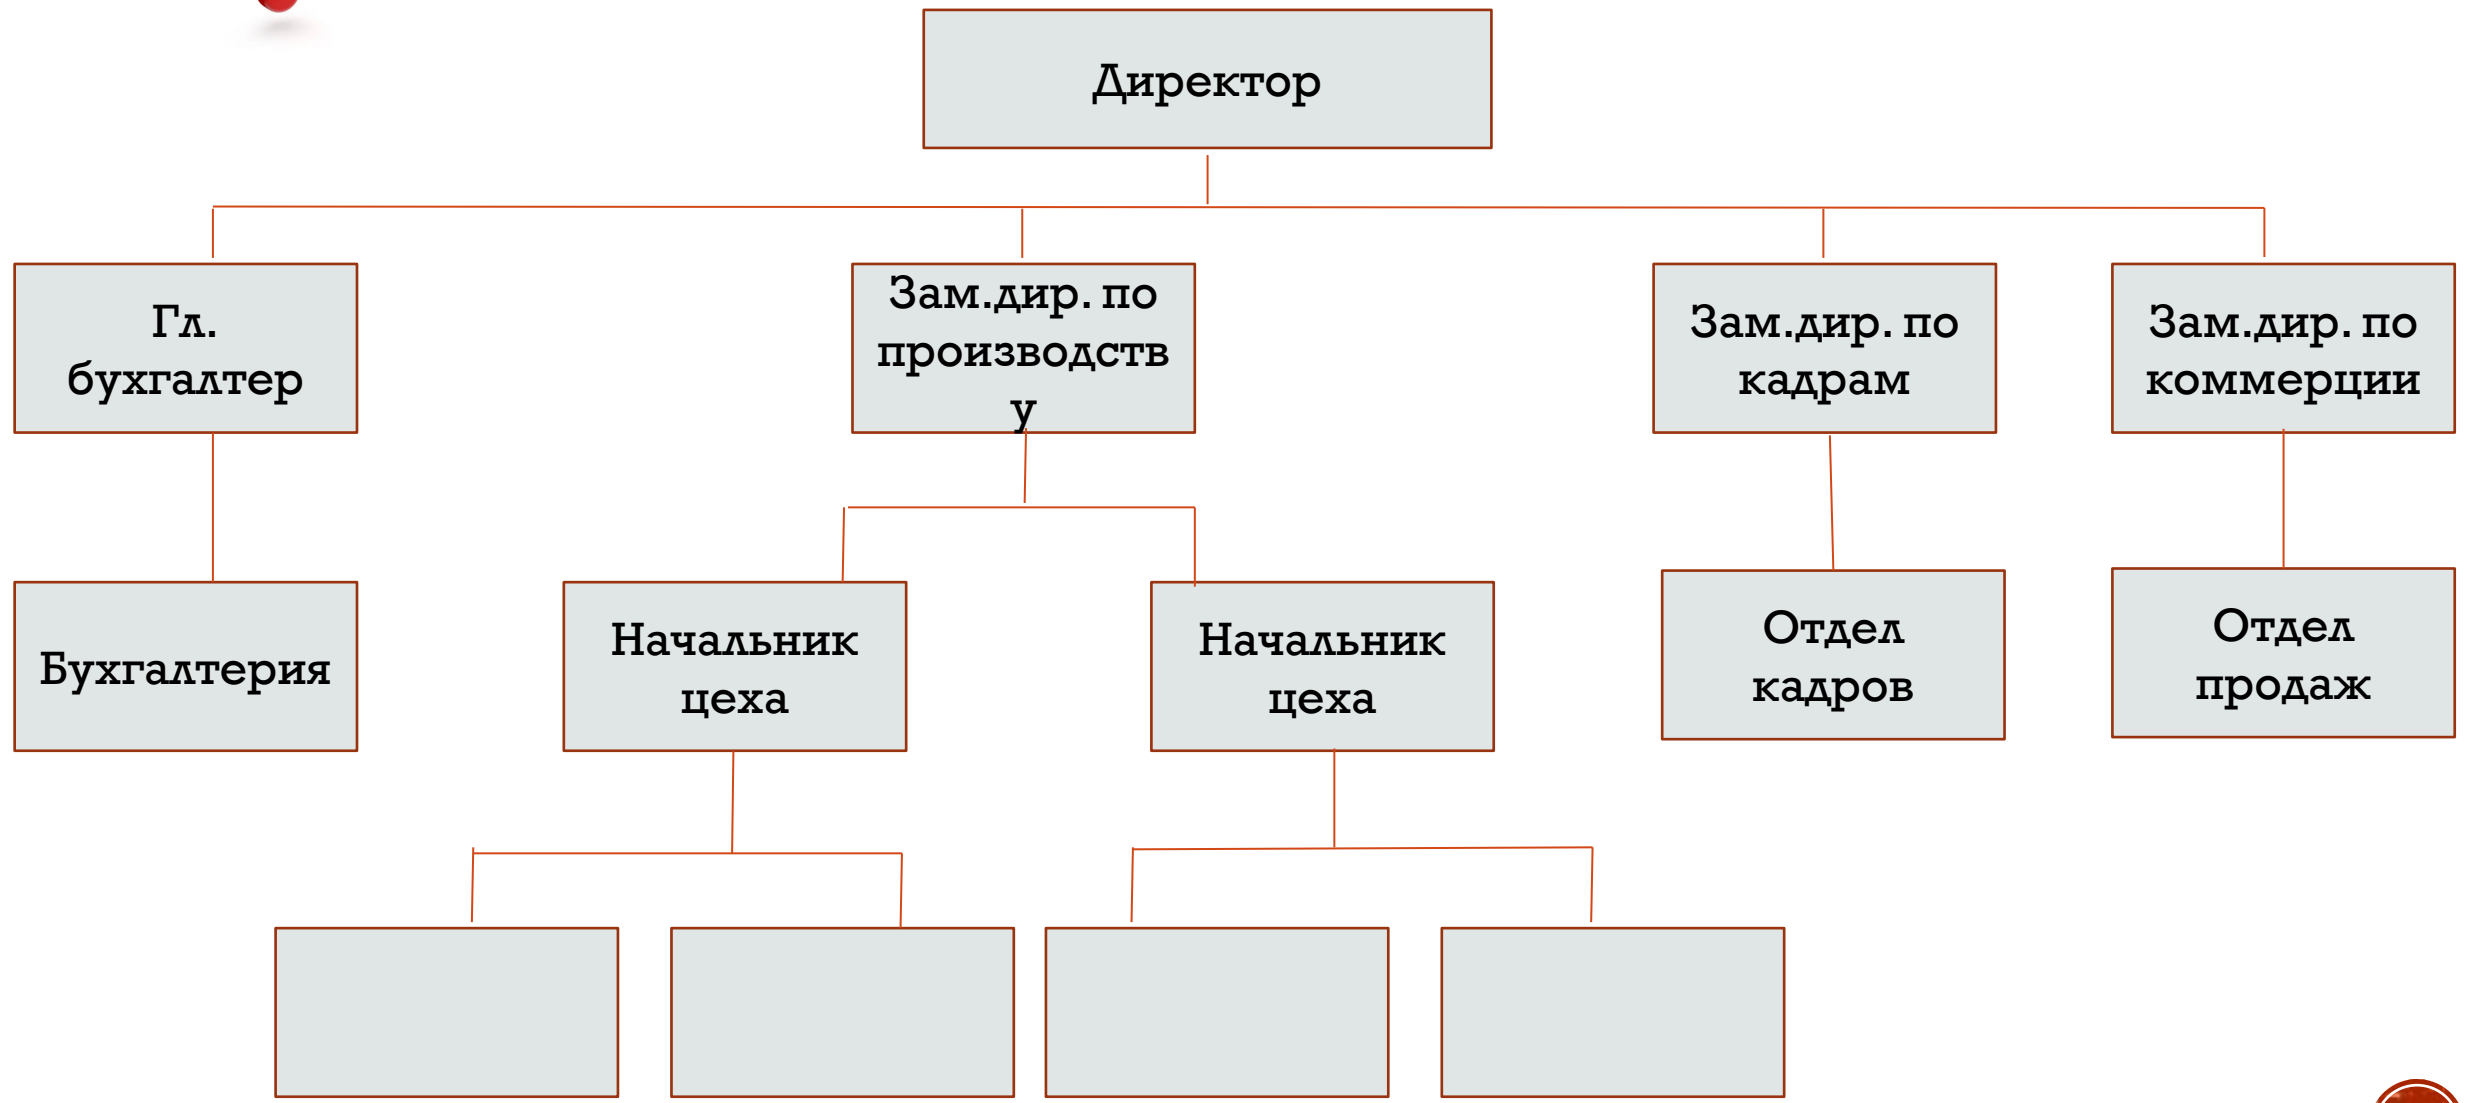 Директор
Гл.
бухгалтер
Зам.дир. по
производств
у
Зам.дир. по
кадрам
Зам.дир. по
коммерции
Бухгалтерия
Начальник
цеха
Начальник
цеха
Отдел
кадров
Отдел
продаж